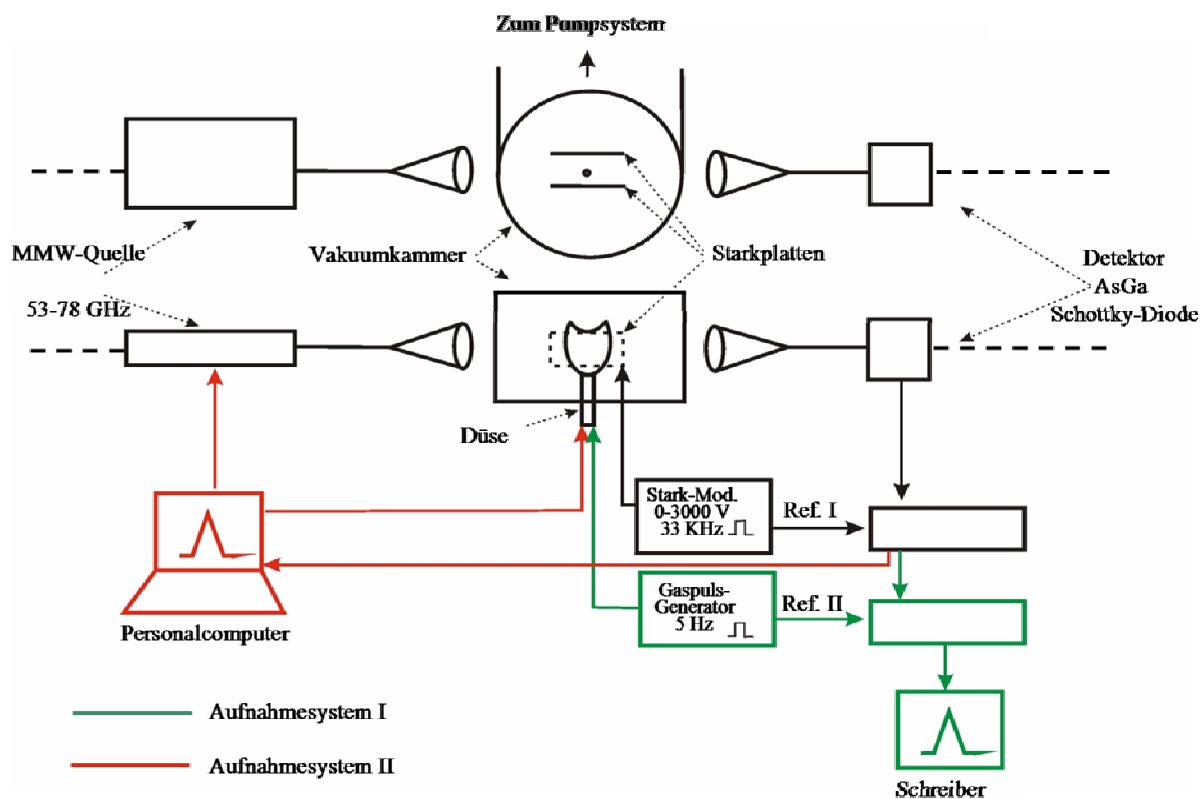 Zum Pumpsystem
MMW-Quelle
53-78 GHz
Vakuumkammer
Starkplatten
Detektor
AsGa
Schottky-Diode
Düse
Stark-Mod.
0-3000 V
33 KHz
Ref. I
Gaspuls-
Generator
5 Hz
Ref. II
Personalcomputer
Aufnahmesystem I
Aufnahmesystem II
Schreiber